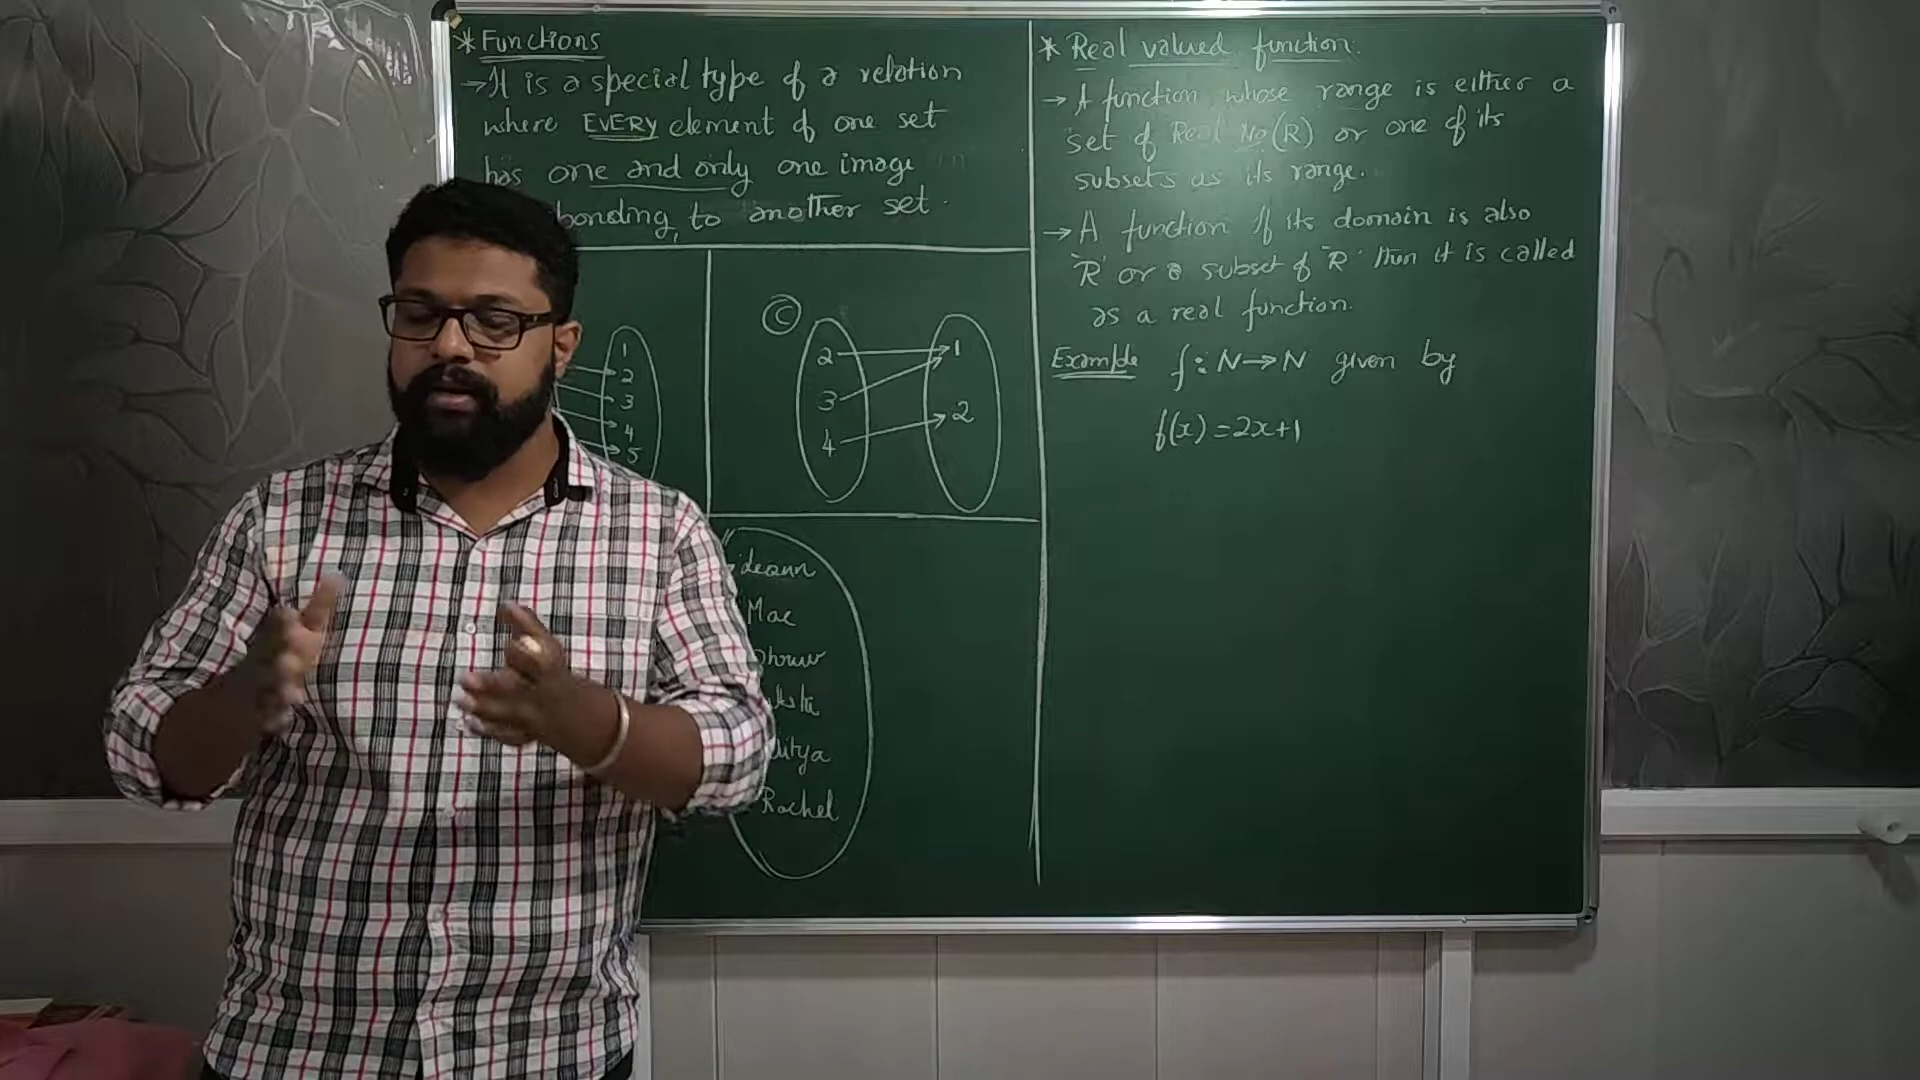 * Functions
→ It is a special type of a relation
where EVERY element of one set
has one and only one image
to another set.
1
2
3
4
5
C
2
3
4
1
2
Mae
Rachel
* Real valued function.
→ A function whose range is either a
set of Real No (R) or one of its
subsets as its range.
→ A function if its domain is also
'R' or a subset of 'R' then it is called
as a real function.
Example f: N→N given by
f(x) = 2x+1